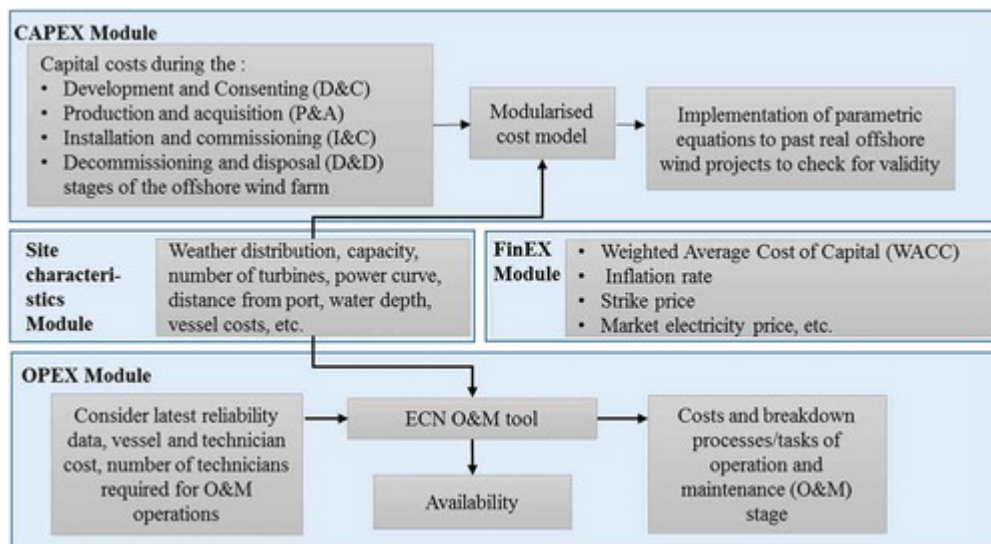 CAPEX Module
Capital costs during the :
• Development and Consenting (D&C)
• Production and acquisition (P&A)
• Installation and commissioning (I&C)
• Decommissioning and disposal (D&D)
stages of the offshore wind farm
Modularised
cost model
Implementation of parametric
equations to past real offshore
wind projects to check for validity
Site
characteri-
stics
Module
Weather distribution, capacity,
number of turbines, power curve,
distance from port, water depth,
vessel costs, etc.
FinEX
Module
• Weighted Average Cost of Capital (WACC)
• Inflation rate
• Strike price
• Market electricity price, etc.
OPEX Module
Consider latest reliability
data, vessel and technician
cost, number of technicians
required for O&M
operations
ECN O&M tool
Availability
Costs and breakdown
processes/tasks of
operation and
maintenance (O&M)
stage